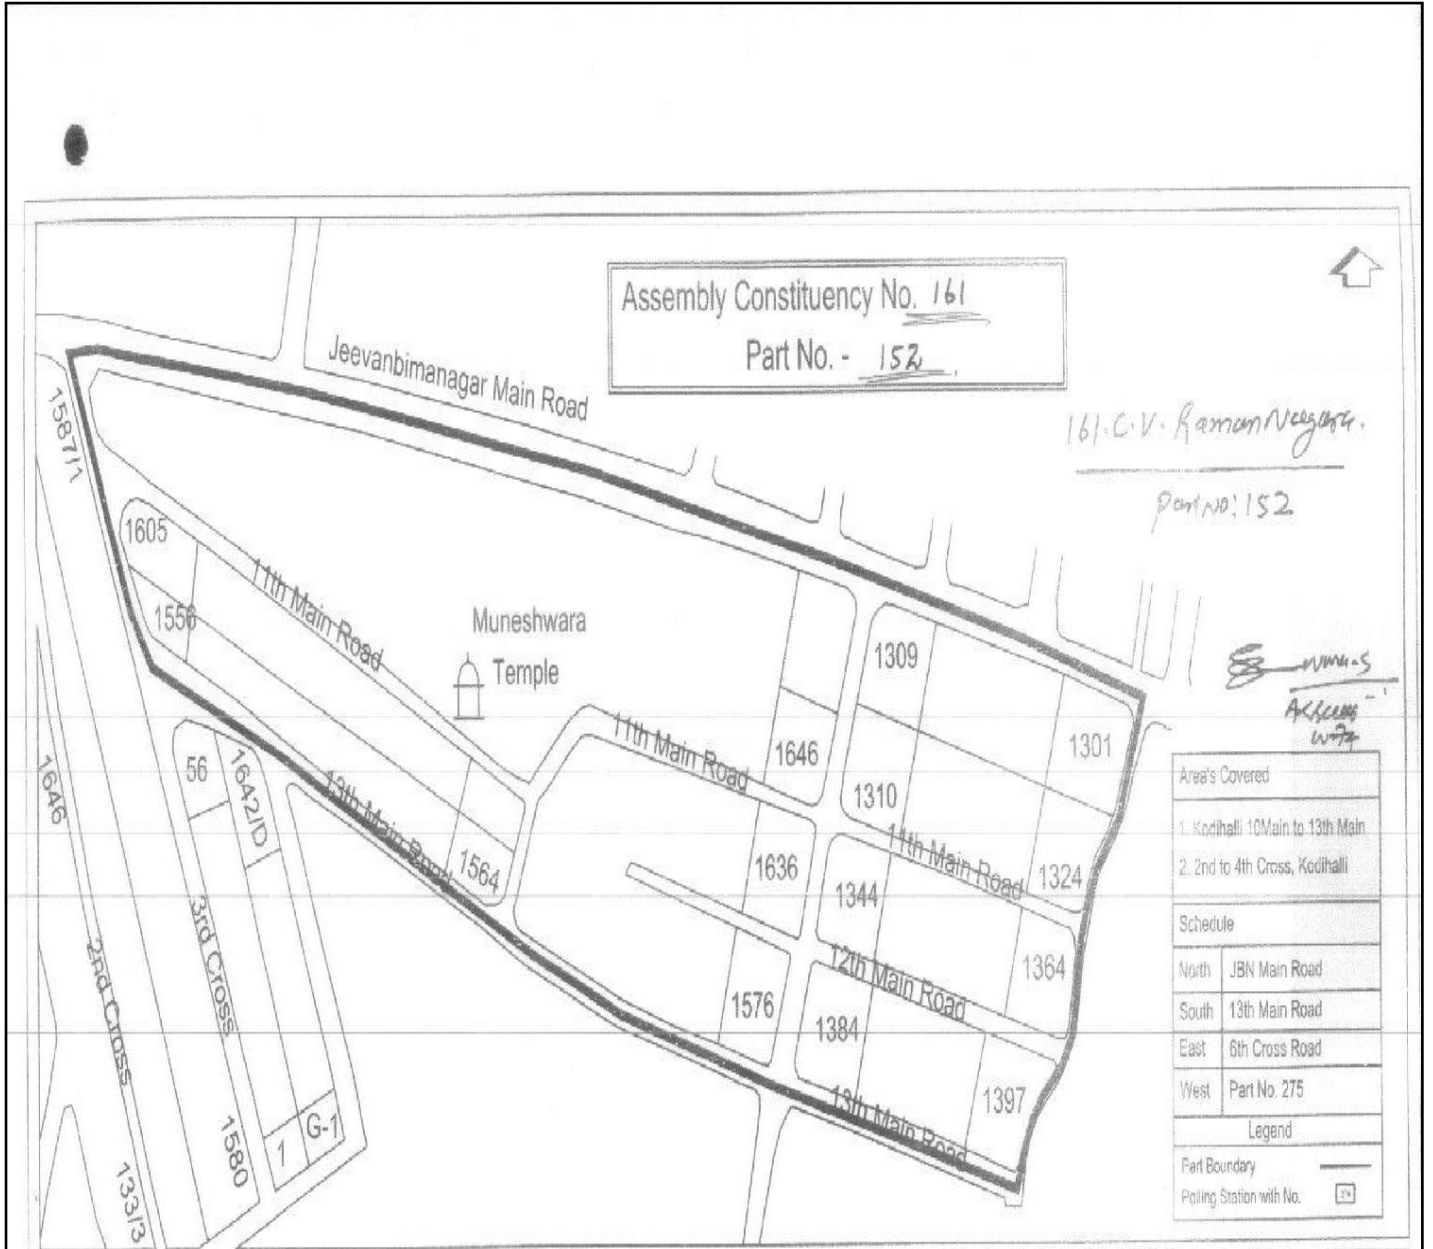 Assembly Constituency No. 161
Part No. - 152
Jeevanbimanagar Main Road
161. C.V. Raman Nagara.
Part No: 152
1587/1
1605
11th Main Road
1556
Muneshwara
Temple
1309
1301
11th Main Road
1646
1310
56
1642/D
1646
13th Main Road
1564
1636
11th Main Road
1324
1344
3rd Cross
2nd Cross
12th Main Road
1364
1576
1384
13th Main Road
1397
1580
1
G-1
133/3
Area's Covered
1. Kodihalli 10Main to 13th Main
2. 2nd to 4th Cross, Kodihalli
Schedule
North JBN Main Road
South 13th Main Road
East 6th Cross Road
West Part No. 275
Legend
Part Boundary
Polling Station with No.